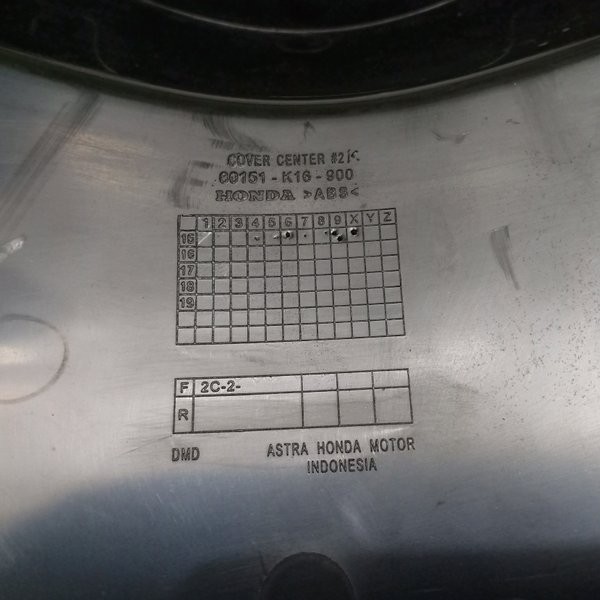 COVER CENTER #2
HONDA >ABS<
1 2 3 4 5 6 7 8 9 X Y Z
15
16
17
18
19
F 2C-2-
R
DMD
ASTRA HONDA MOTOR
INDONESIA